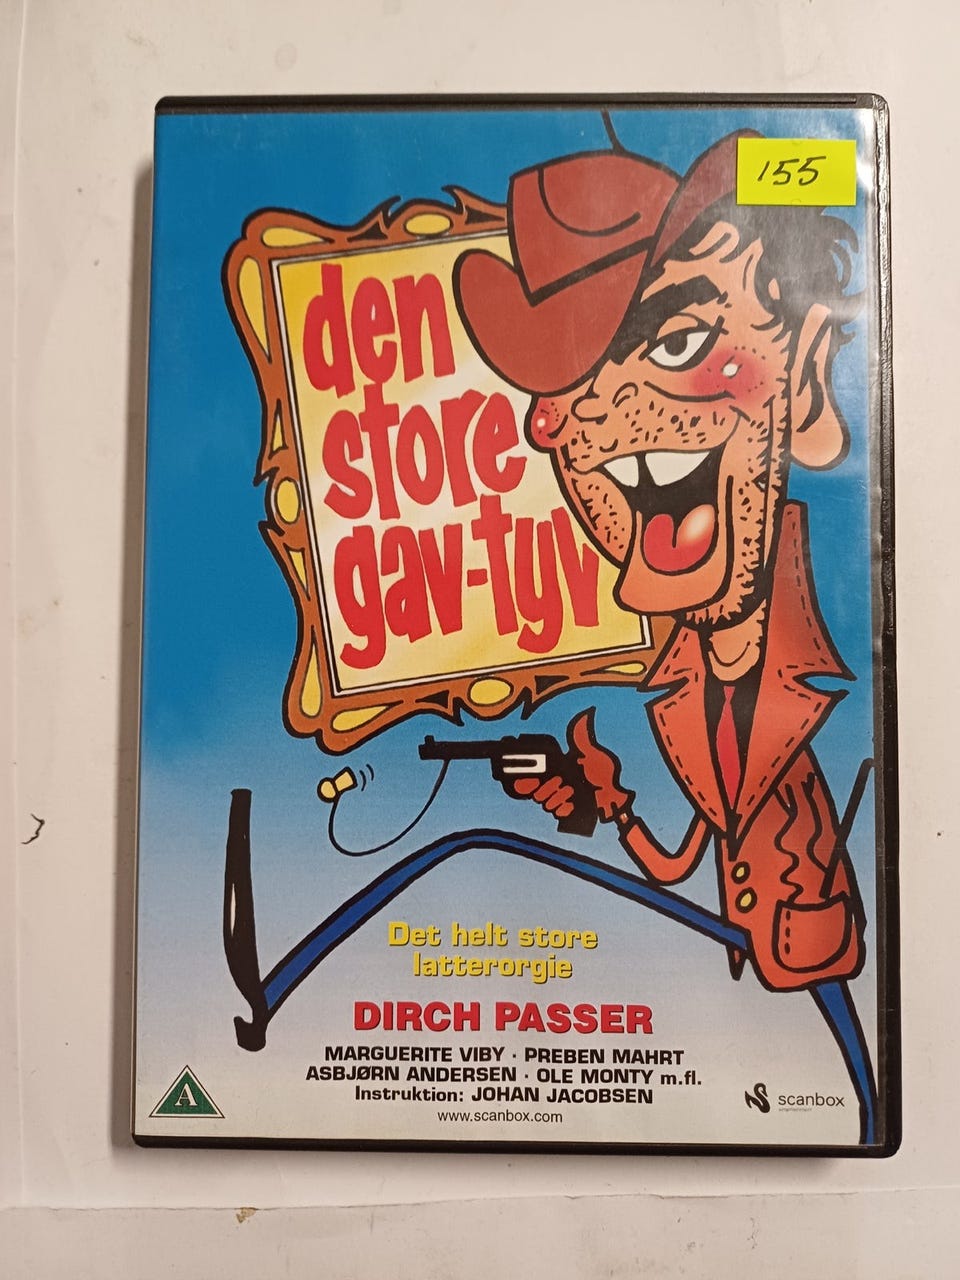 155
den
store
gav-tyv
Det helt store
latterorgie
DIRCH PASSER
MARGUERITE VIBY · PREBEN MAHRT
ASBJØRN ANDERSEN · OLE MONTY m.fl.
Instruktion: JOHAN JACOBSEN
www.scanbox.com
A
scanbox